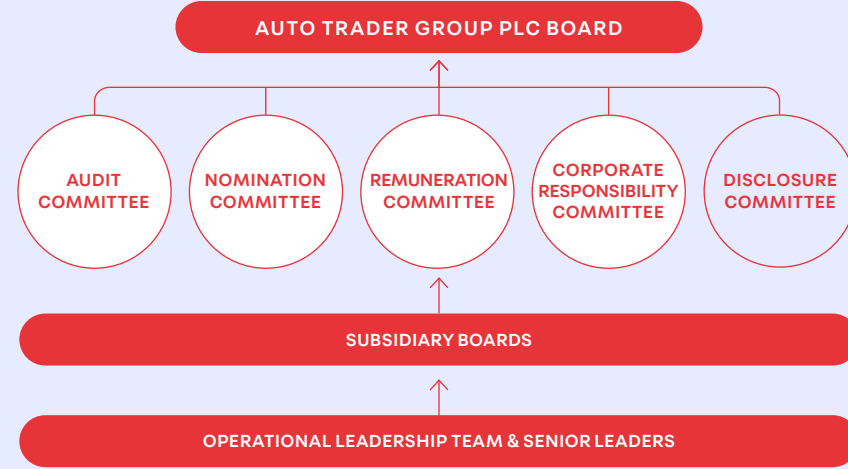 AUTO TRADER GROUP PLC BOARD
AUDIT
COMMITTEE
NOMINATION
COMMITTEE
REMUNERATION
COMMITTEE
CORPORATE
RESPONSIBILITY
COMMITTEE
DISCLOSURE
COMMITTEE
SUBSIDIARY BOARDS
OPERATIONAL LEADERSHIP TEAM & SENIOR LEADERS